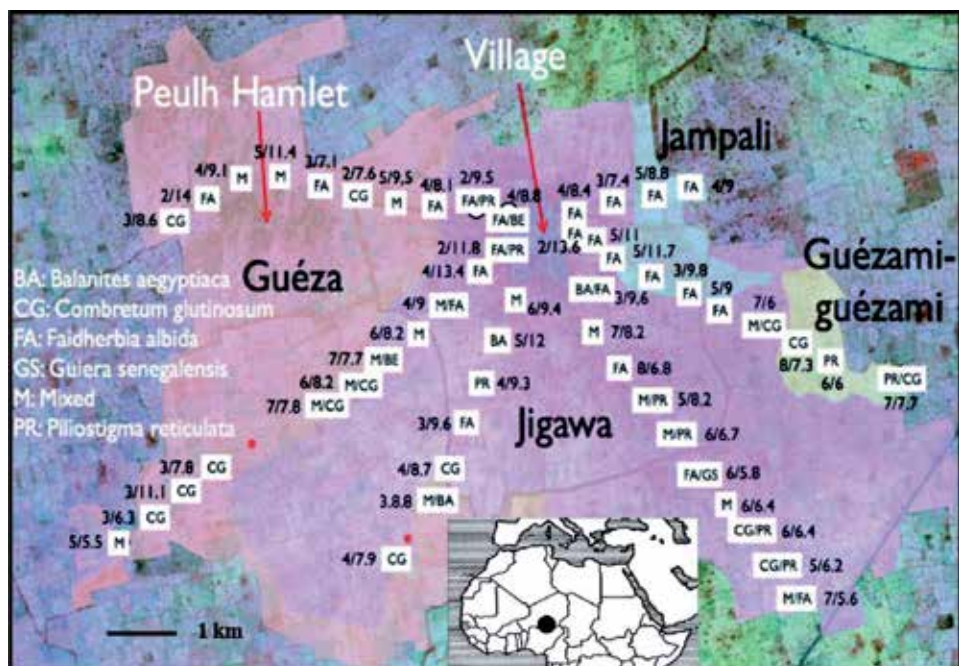 Village
Peulh Hamlet
Jampali
5/11.4
4/9.1
M
M
3/7.1
FA
2/7.6
CG
5/9,5
M
4/8.1
FA
2/9.5
FA/PR
4/8.8
FA/BE
4/8.4
FA
3/7.4
FA
5/8.8
FA
FA
4/9
2/14
FA
3/8.6
CG
2/11.8
FA/PR
2/13.6
FA
FA
5/11
FA
5/11.7
FA
4/13.4
FA
Guéza
Guézami-
guézami
BA: Balanites aegyptiaca
CG: Combretum glutinosum
FA: Faidherbia albida
GS: Guiera senegalensis
M: Mixed
PR: Piliostigma reticulata
4/9
M/FA
M
6/9.4
BA/FA
3/9.6
3/9.8
FA
5/9
FA
7/6
M/CG
CG
8/7.3
PR
6/6
PR/CG
7/7.7
6/8.2
M
BA
5/12
M
7/8.2
7/7.7
M/BE
6/8.2
M/CG
7/7.8
M/CG
PR
4/9.3
FA
8/6.8
M/PR
5/8.2
3/9.6
FA
Jigawa
M/PR
6/6.7
3/7.8
CG
4/8.7
CG
FA/GS
6/5.8
3/11.1
CG
3.8.8
M/BA
M
6/6.4
3/6.3
CG
CG/PR
6/6.4
5/5.5
M
4/7.9
CG
CG/PR
5/6.2
M/FA
7/5.6
1 km